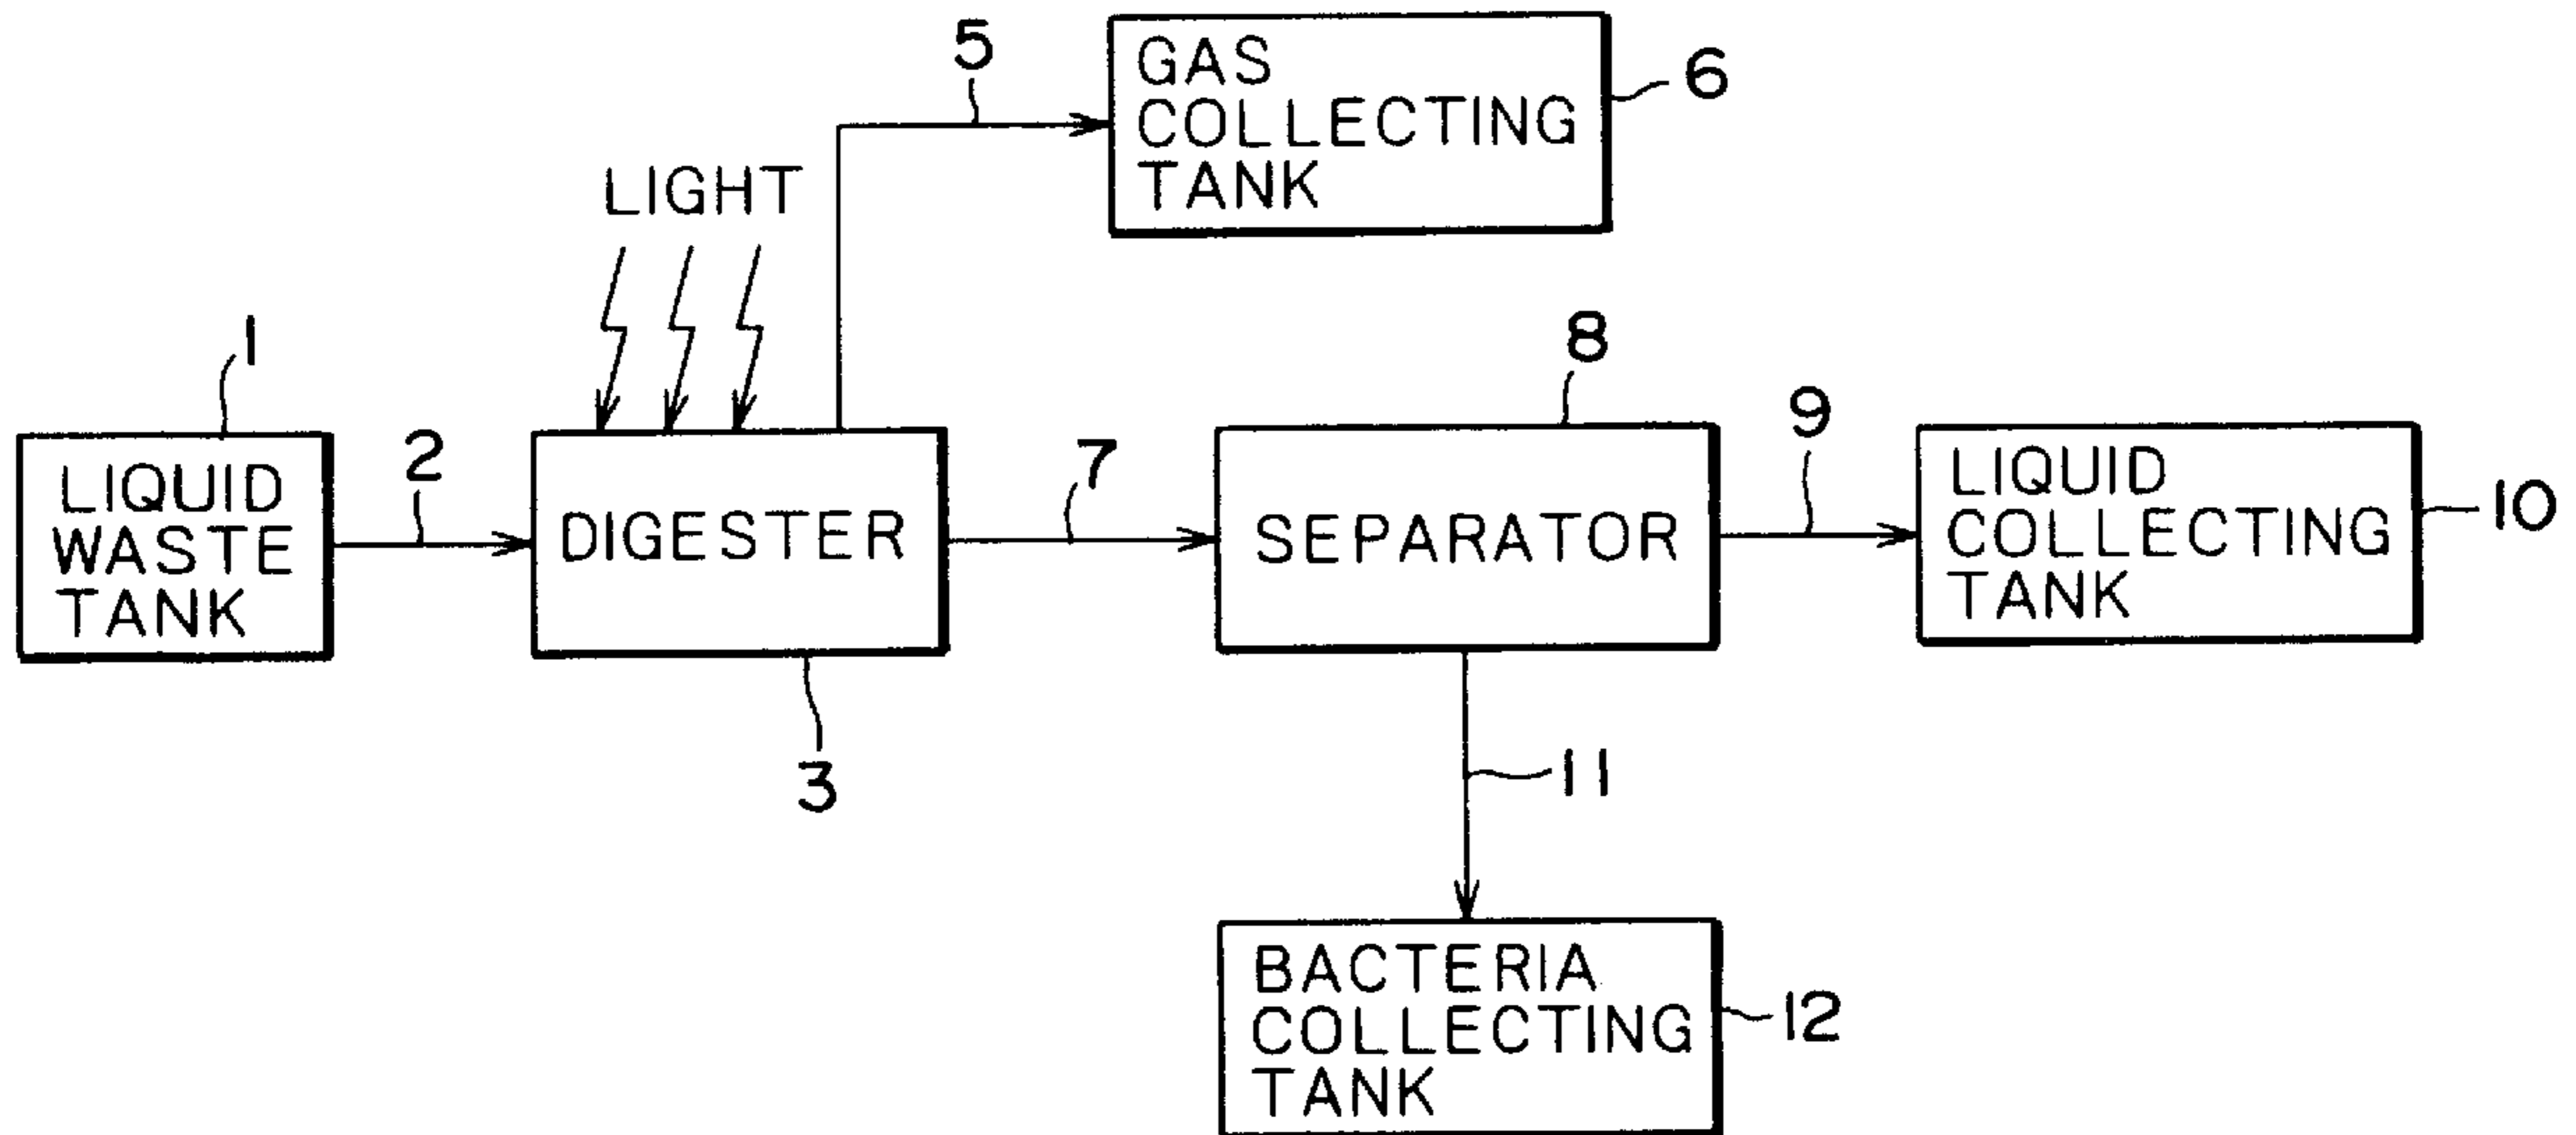 5
GAS
COLLECTING
TANK
6
LIGHT
1
LIQUID
WASTE
TANK
2
DIGESTER
3
7
8
SEPARATOR
9
LIQUID
COLLECTING
TANK
10
11
BACTERIA
COLLECTING
TANK
12